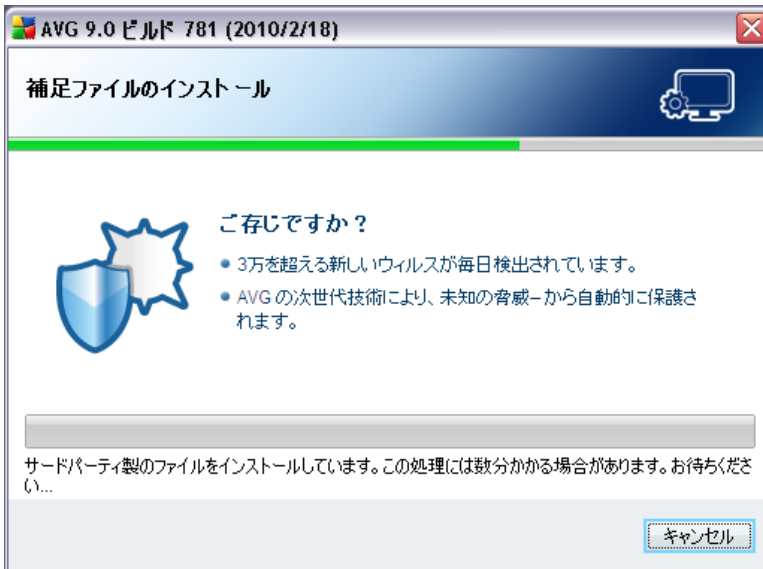 AVG 9.0 ビルド 781 (2010/2/18)
補足ファイルのインストール
ご存じですか？
• 3万を超える新しいウィルスが毎日検出されています。
• AVG の次世代技術により、未知の脅威–から自動的に保護さ
れます。
サードパーティ製のファイルをインストールしています。この処理には数分かかる場合があります。お待ちくださ
い...
キャンセル